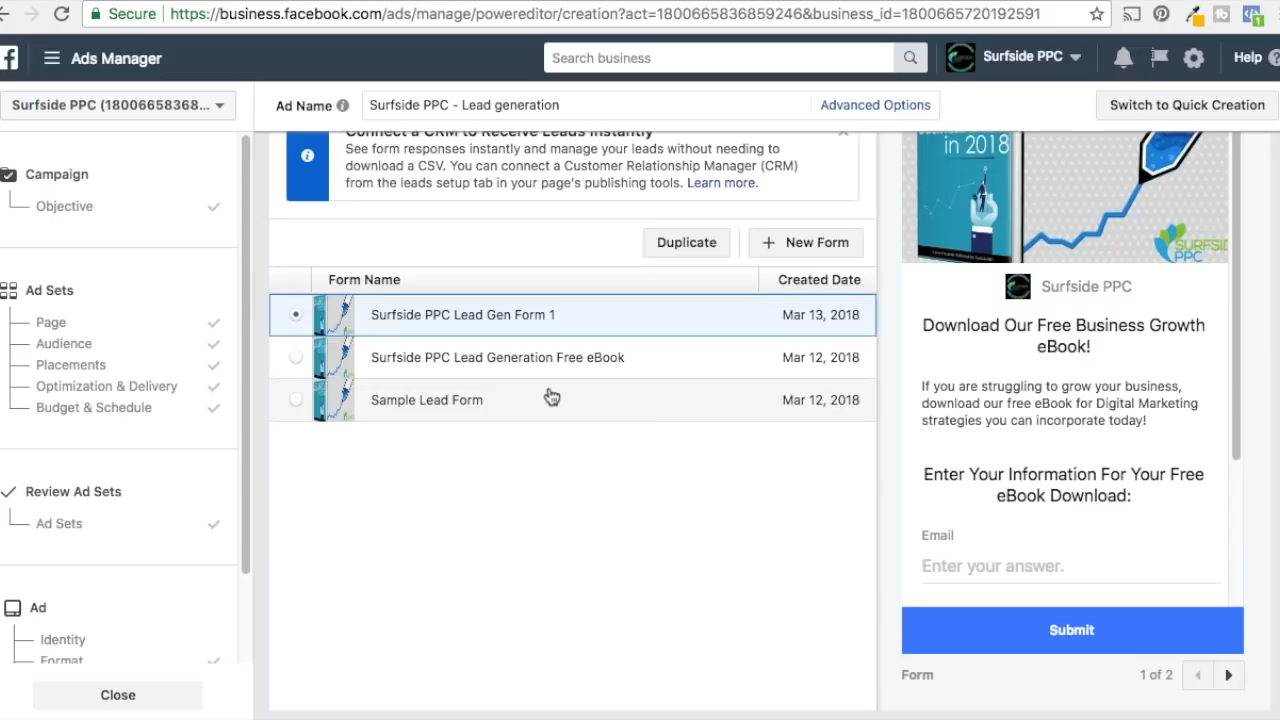 Secure
https://business.facebook.com/ads/manage/powereditor/creation?act=1800665836859246&business_id=1800665720192591
Ads Manager
Search business
Surfside PPC
Help
Surfside PPC (18006658368...
Ad Name
Surfside PPC - Lead generation
Advanced Options
Switch to Quick Creation
Campaign
Objective
Ad Sets
Page
Audience
Placements
Optimization & Delivery
Budget & Schedule
Review Ad Sets
Ad Sets
Ad
Identity
Format
Close
Connect a CRM to Receive Leads Instantly
See form responses instantly and manage your leads without needing to
download a CSV. You can connect a Customer Relationship Manager (CRM)
from the leads setup tab in your page's publishing tools. Learn more.
Duplicate
+ New Form
Form Name
Created Date
Surfside PPC Lead Gen Form 1
Mar 13, 2018
Surfside PPC Lead Generation Free eBook
Mar 12, 2018
Sample Lead Form
Mar 12, 2018
in 2018
SURFSI
PPC
Surfside PPC
Download Our Free Business Growth
eBook!
If you are struggling to grow your business,
download our free eBook for Digital Marketing
strategies you can incorporate today!
Enter Your Information For Your Free
eBook Download:
Email
Enter your answer.
Submit
Form
1 of 2